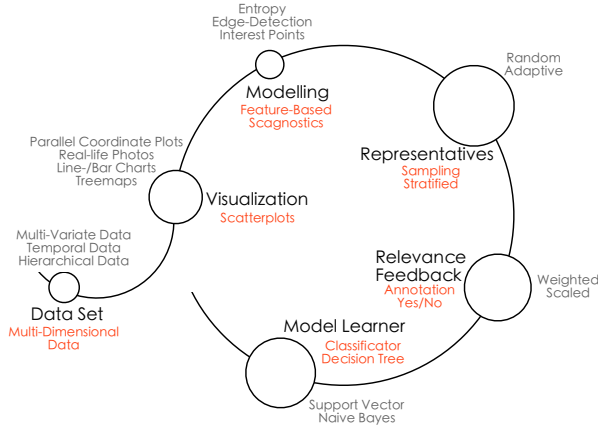 Entropy
Edge-Detection
Interest Points
Modelling
Feature-Based
Scagnostics
Random
Adaptive
Representatives
Sampling
Stratified
Parallel Coordinate Plots
Real-life Photos
Line-/Bar Charts
Treemaps
Visualization
Scatterplots
Multi-Variate Data
Temporal Data
Hierarchical Data
Data Set
Multi-Dimensional
Data
Relevance
Feedback
Annotation
Yes/No
Weighted
Scaled
Model Learner
Classificator
Decision Tree
Support Vector
Naive Bayes